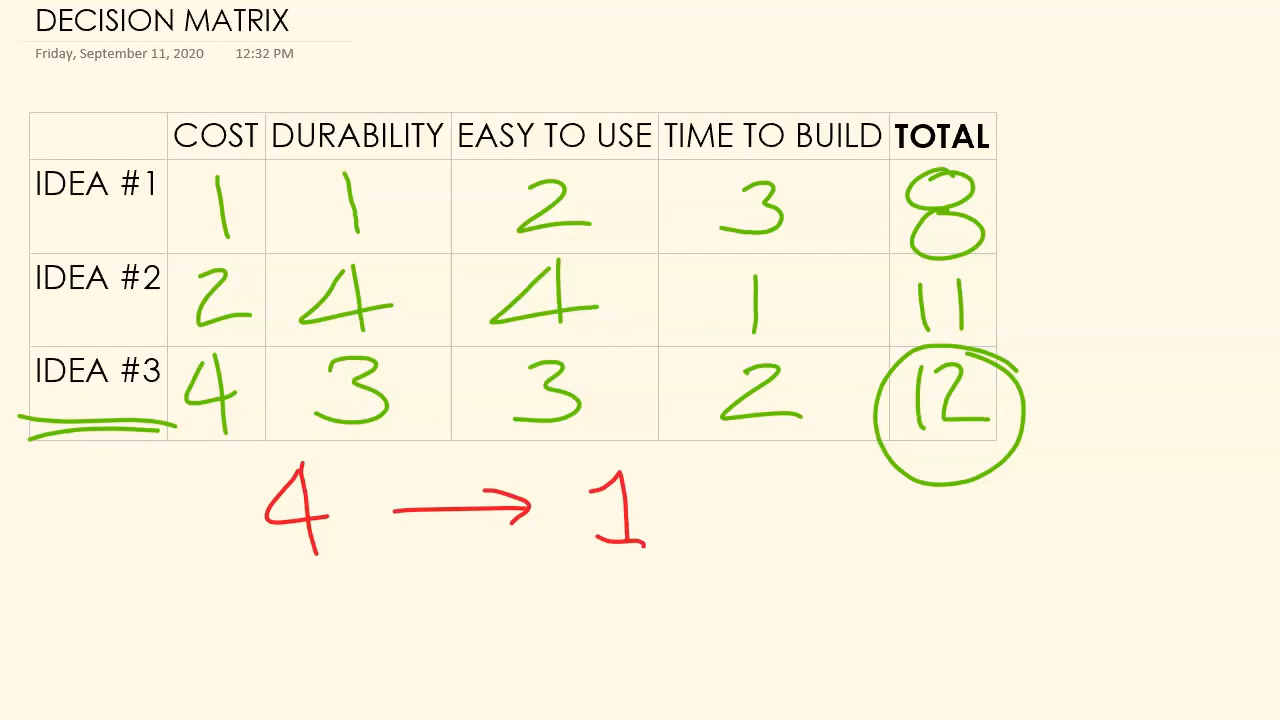 DECISION MATRIX
Friday, September 11, 2020 12:32 PM
COST DURABILITY EASY TO USE TIME TO BUILD TOTAL
IDEA #1 1 1 2 3 8
IDEA #2 2 4 4 1 11
IDEA #3 4 3 3 2 12
4 → 1